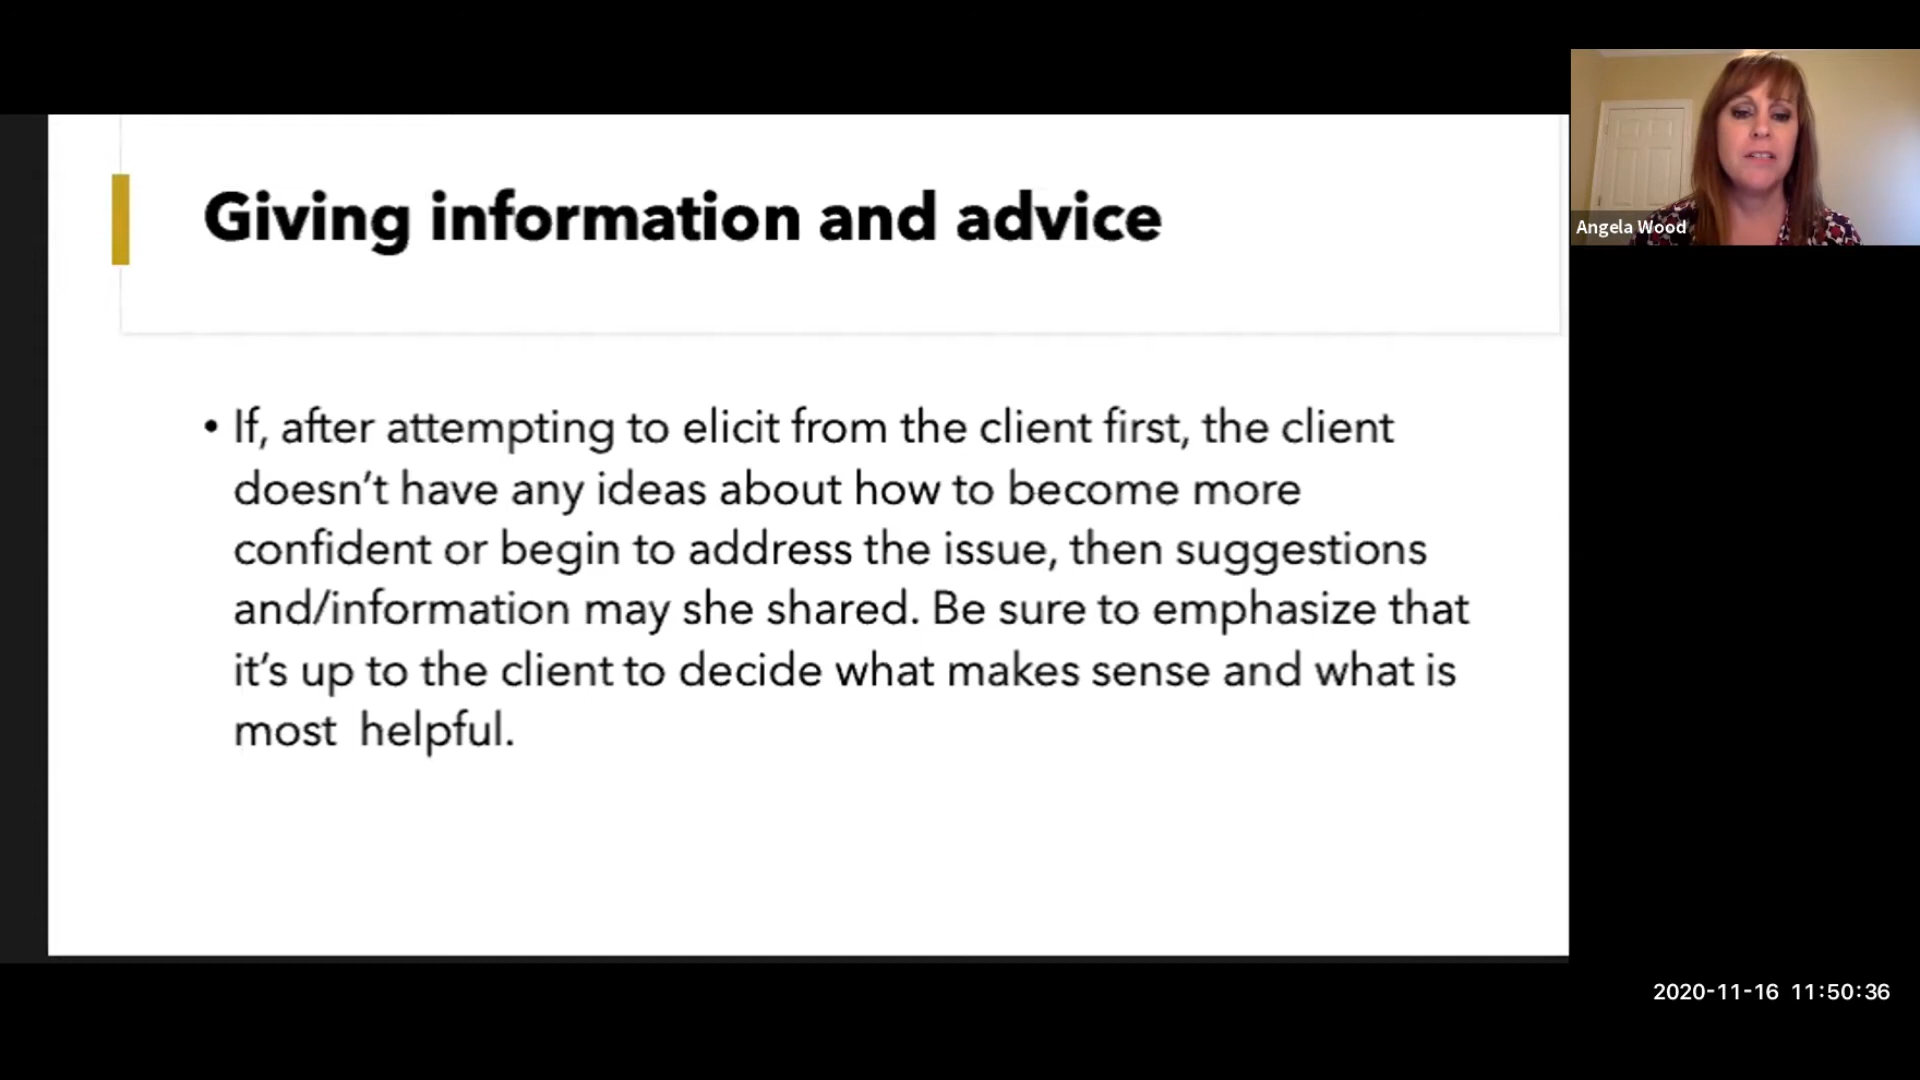 Giving information and advice
• If, after attempting to elicit from the client first, the client
doesn't have any ideas about how to become more
confident or begin to address the issue, then suggestions
and/information may she shared. Be sure to emphasize that
it's up to the client to decide what makes sense and what is
most  helpful.
Angela Wood
2020-11-16 11:50:36